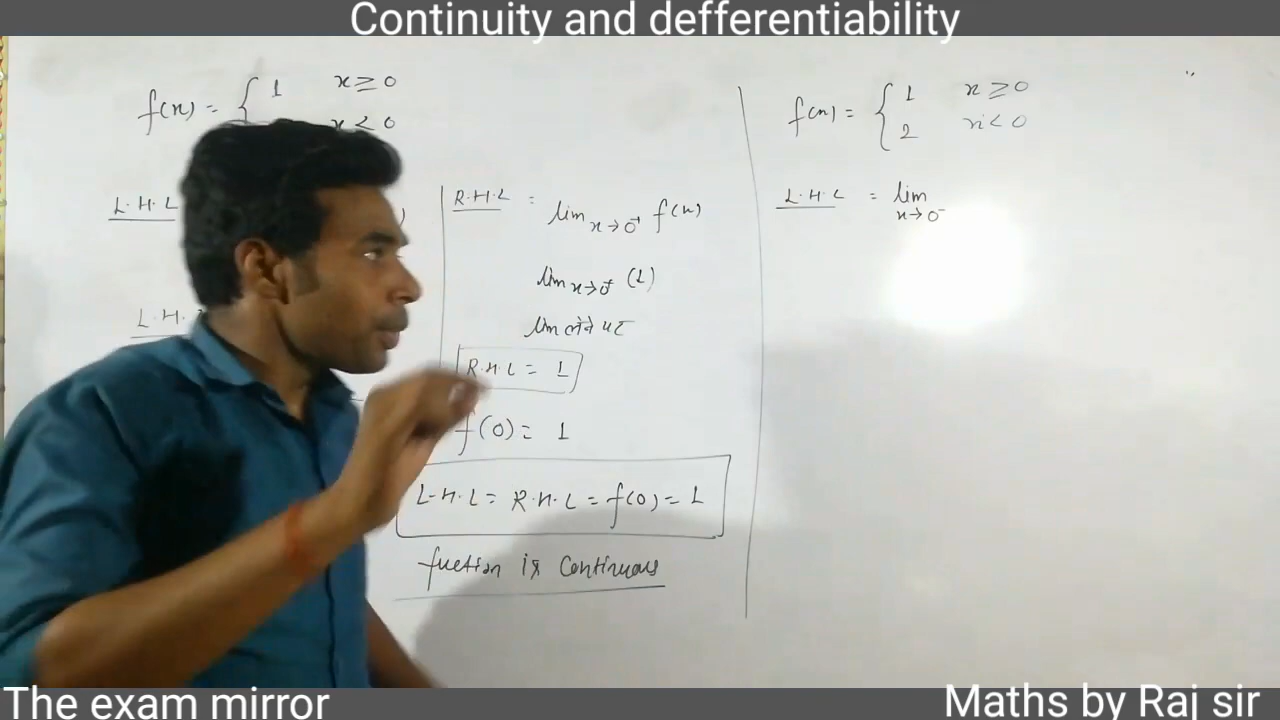 Continuity and defferentiability
f(x) = { 1 x ≥ 0
x < 0
L.H.L
L.H.
R.H.L = lim x→0⁺ f(x)
lim x→0⁺ (1)
lim
R.H.L = 1
f(0) = 1
L.H.L = R.H.L = f(0) = 1
fuction is Continuous
f(x) = { 1 x ≥ 0
2 x < 0
L.H.L = lim
x→0⁻
The exam mirror
Maths by Raj sir